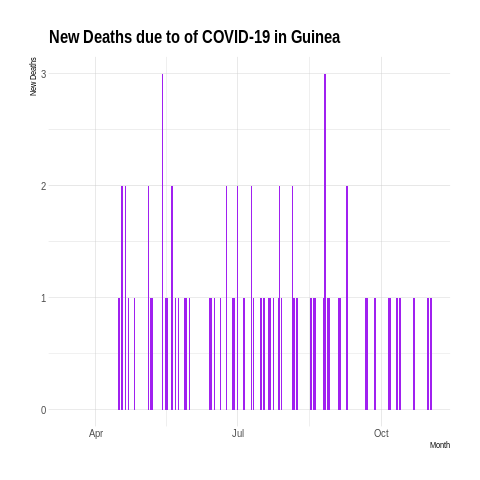 New Deaths due to of COVID-19 in Guinea
New Deaths
3
2
1
0
Apr
Jul
Oct
Month